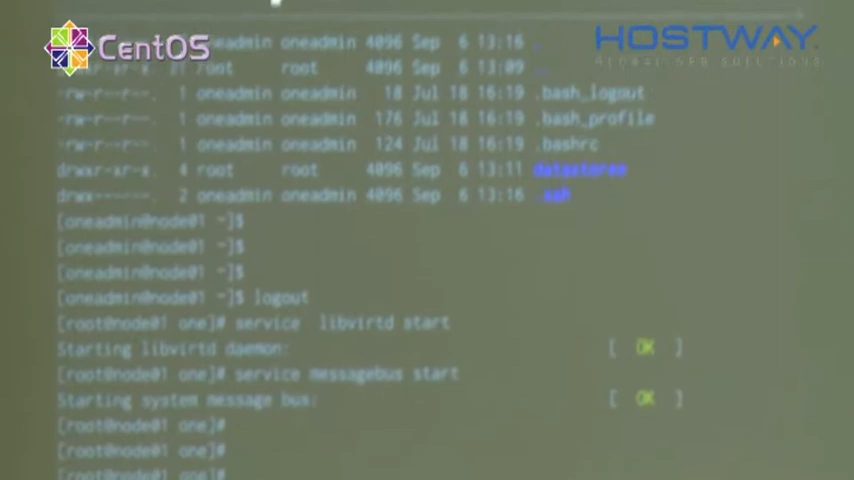 CentOS
HOSTWAY
oneadmin oneadmin 4096 Sep 6 13:16 .
root root 4096 Sep 6 13:09 ..
-rw-r--r--. 1 oneadmin oneadmin 18 Jul 18 16:19 .bash_logout
-rw-r--r--. 1 oneadmin oneadmin 176 Jul 18 16:19 .bash_profile
-rw-r--r--. 1 oneadmin oneadmin 124 Jul 18 16:19 .bashrc
drwxr-xr-x. 4 root root 4096 Sep 6 13:11 datastores
drwx------. 2 oneadmin oneadmin 4096 Sep 6 13:16 .ssh
[oneadmin@node01 ~]$
[oneadmin@node01 ~]$
[oneadmin@node01 ~]$
[oneadmin@node01 ~]$ logout
[root@node01 one]# service libvirtd start
Starting libvirtd daemon: [ OK ]
[root@node01 one]# service messagebus start
Starting system message bus: [ OK ]
[root@node01 one]#
[root@node01 one]#
[root@node01 one]#